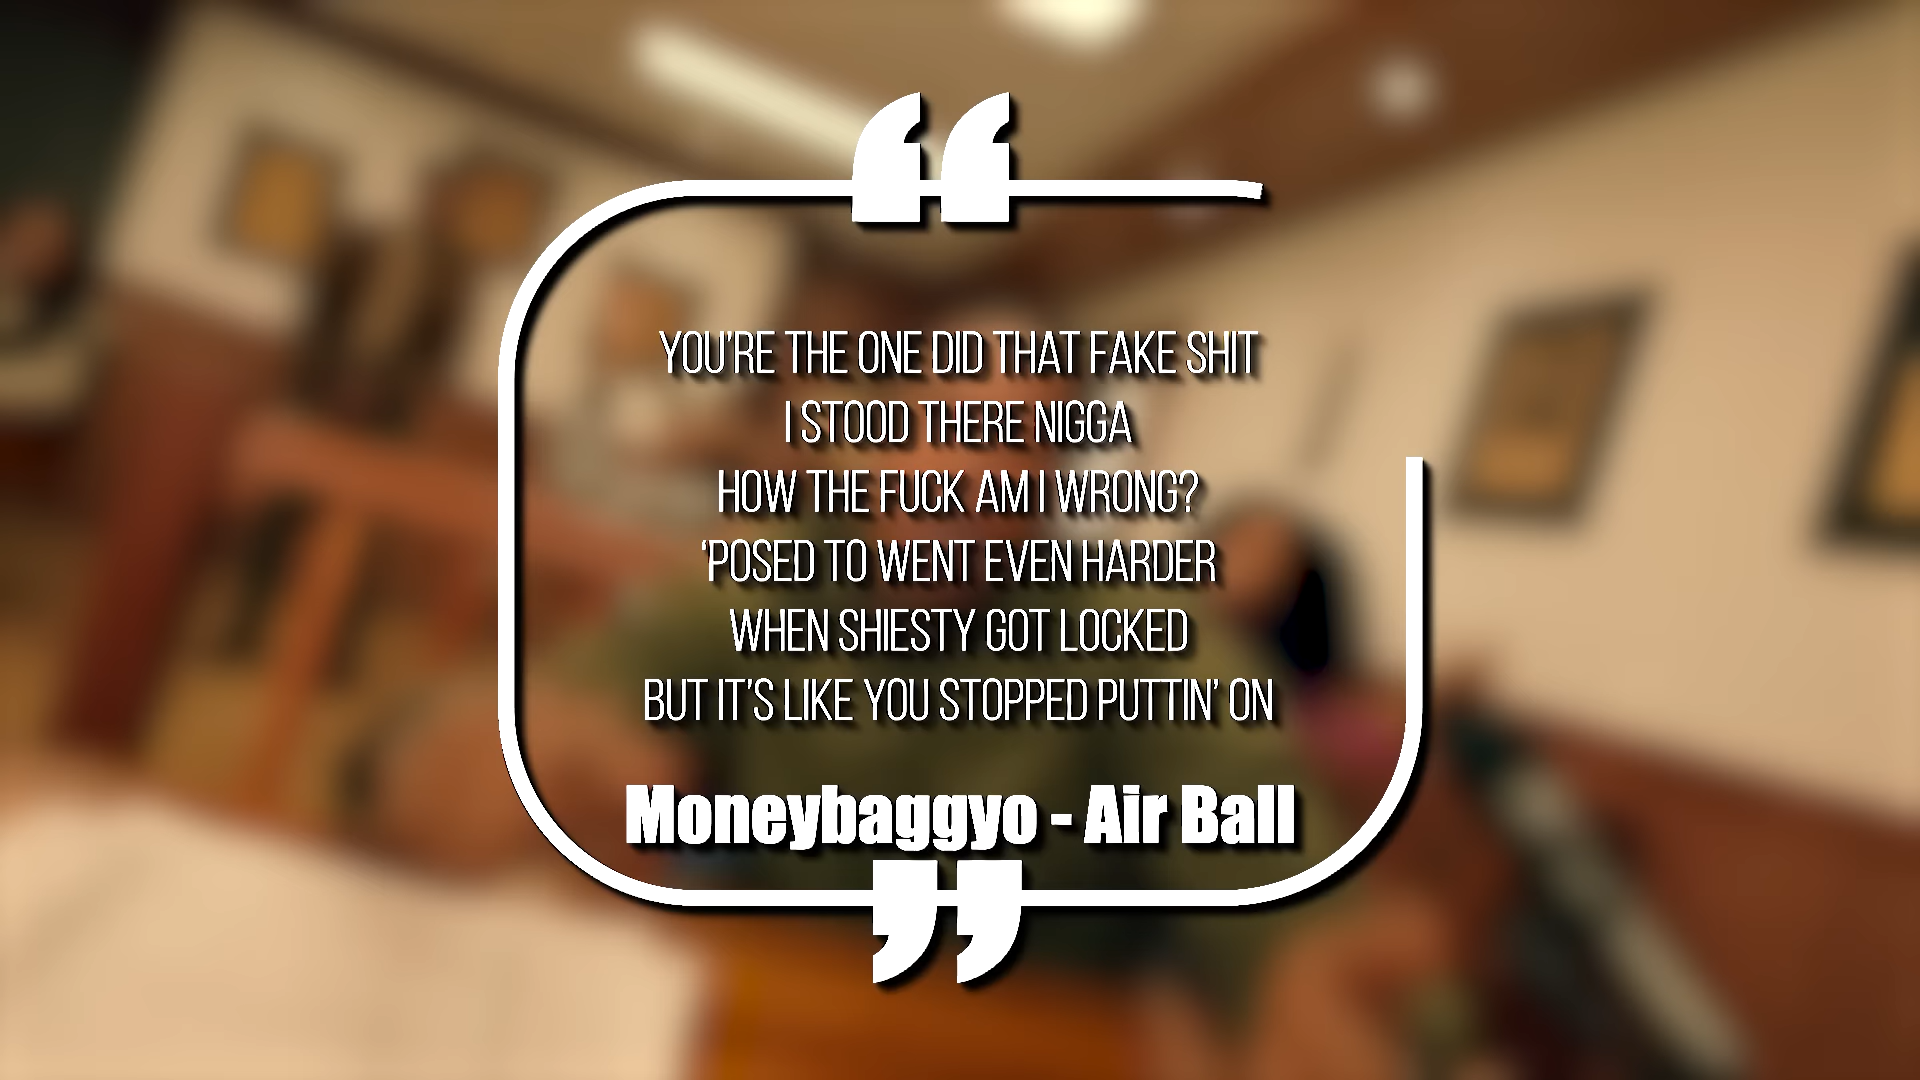 YOU'RE THE ONE DID THAT FAKE SHIT
I STOOD THERE NIGGA
HOW THE FUCK AM I WRONG?
‘POSED TO WENT EVEN HARDER
WHEN SHIESTY GOT LOCKED
BUT IT'S LIKE YOU STOPPED PUTTIN’ ON
Moneybaggyo - Air Ball